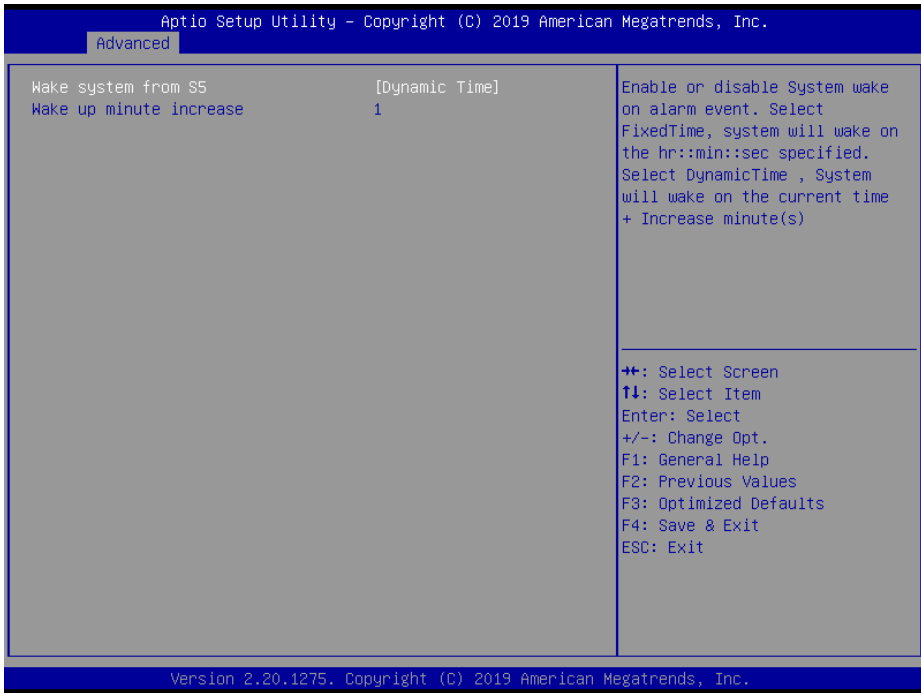 Aptio Setup Utility – Copyright (C) 2019 American Megatrends, Inc.
Advanced
Wake system from S5 [Dynamic Time]
Wake up minute increase 1
Enable or disable System wake
on alarm event. Select
FixedTime, system will wake on
the hr::min::sec specified.
Select DynamicTime , System
will wake on the current time
+ Increase minute(s)
→←: Select Screen
↑↓: Select Item
Enter: Select
+/-: Change Opt.
F1: General Help
F2: Previous Values
F3: Optimized Defaults
F4: Save & Exit
ESC: Exit
Version 2.20.1275. Copyright (C) 2019 American Megatrends, Inc.